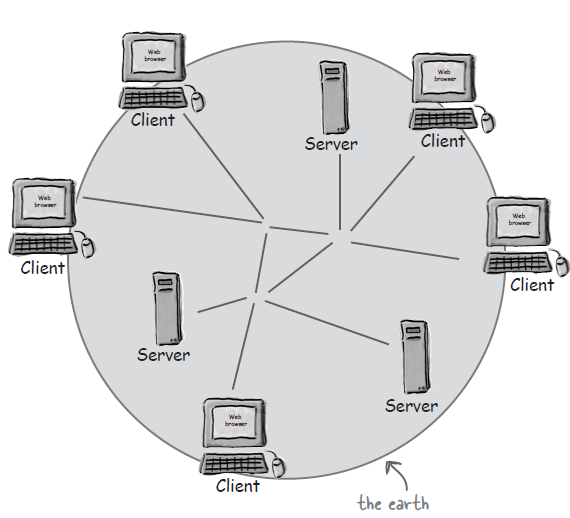 Web
browser
Client
Server
Web
browser
Client
Web
browser
Client
Web
browser
Client
Server
Server
Web
browser
Client
the earth